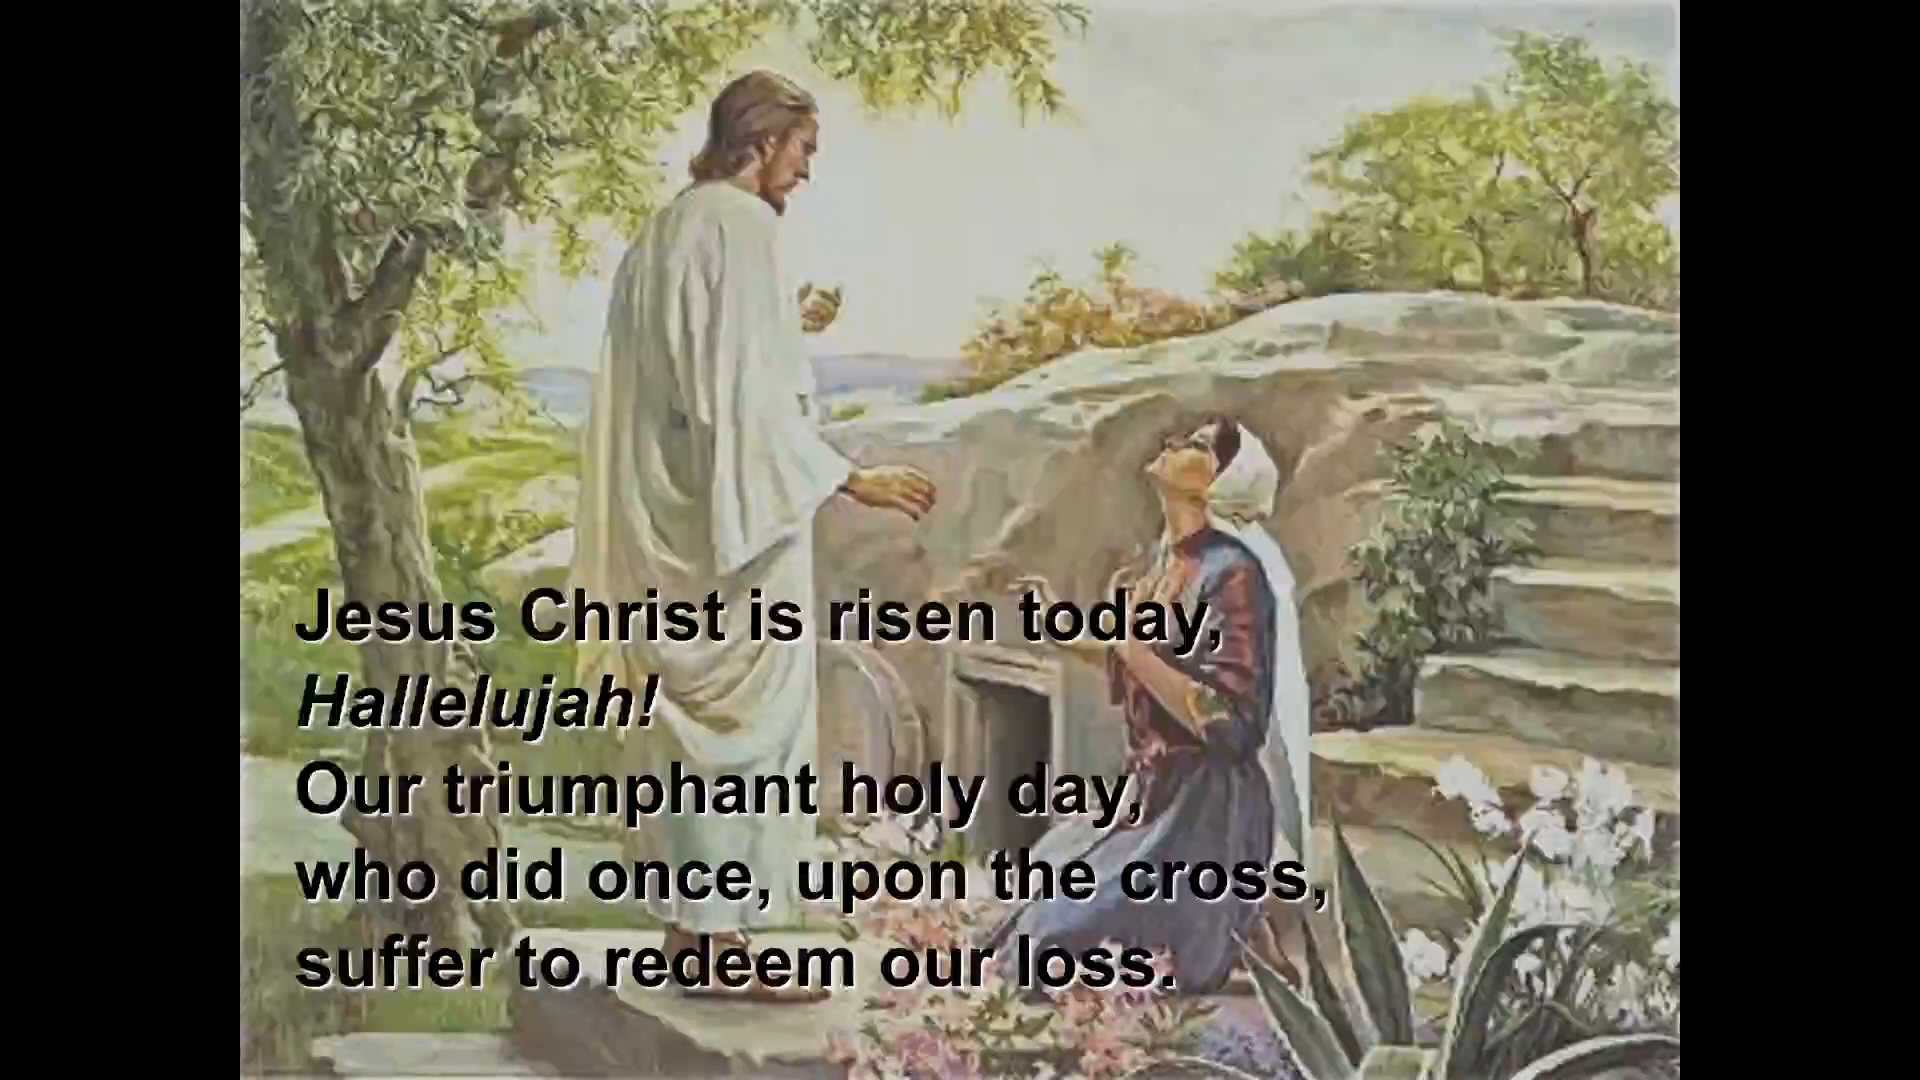 Jesus Christ is risen today,
Hallelujah!
Our triumphant holy day,
who did once, upon the cross,
suffer to redeem our loss.